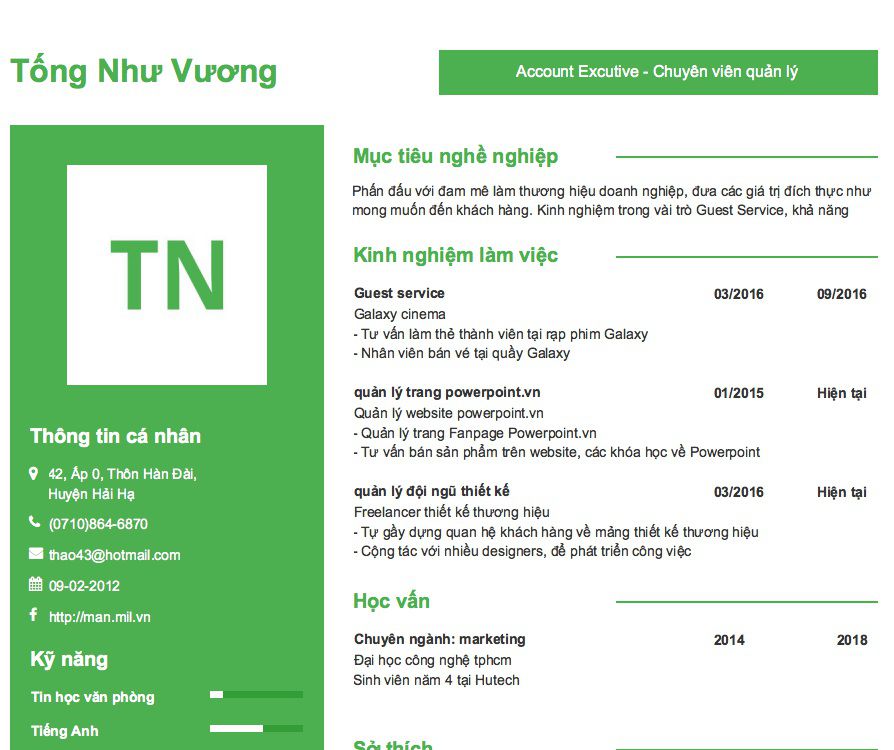 Tống Như Vương
Account Excutive - Chuyên viên quản lý
TN
Thông tin cá nhân
42, Ấp 0, Thôn Hàn Đài,
Huyện Hải Hạ
(0710)864-6870
thao43@hotmail.com
09-02-2012
http://man.mil.vn
Kỹ năng
Tin học văn phòng
Tiếng Anh
Mục tiêu nghề nghiệp
Phấn đấu với đam mê làm thương hiệu doanh nghiệp, đưa các giá trị đích thực như
mong muốn đến khách hàng. Kinh nghiệm trong vài trò Guest Service, khả năng
Kinh nghiệm làm việc
Guest service 03/2016 09/2016
Galaxy cinema
- Tư vấn làm thẻ thành viên tại rạp phim Galaxy
- Nhân viên bán vé tại quầy Galaxy
quản lý trang powerpoint.vn 01/2015 Hiện tại
Quản lý website powerpoint.vn
- Quản lý trang Fanpage Powerpoint.vn
- Tư vấn bán sản phẩm trên website, các khóa học về Powerpoint
quản lý đội ngũ thiết kế 03/2016 Hiện tại
Freelancer thiết kế thương hiệu
- Tự gầy dựng quan hệ khách hàng về mảng thiết kế thương hiệu
- Cộng tác với nhiều designers, để phát triển công việc
Học vấn
Chuyên ngành: marketing 2014 2018
Đại học công nghệ tphcm
Sinh viên năm 4 tại Hutech
Sở thích